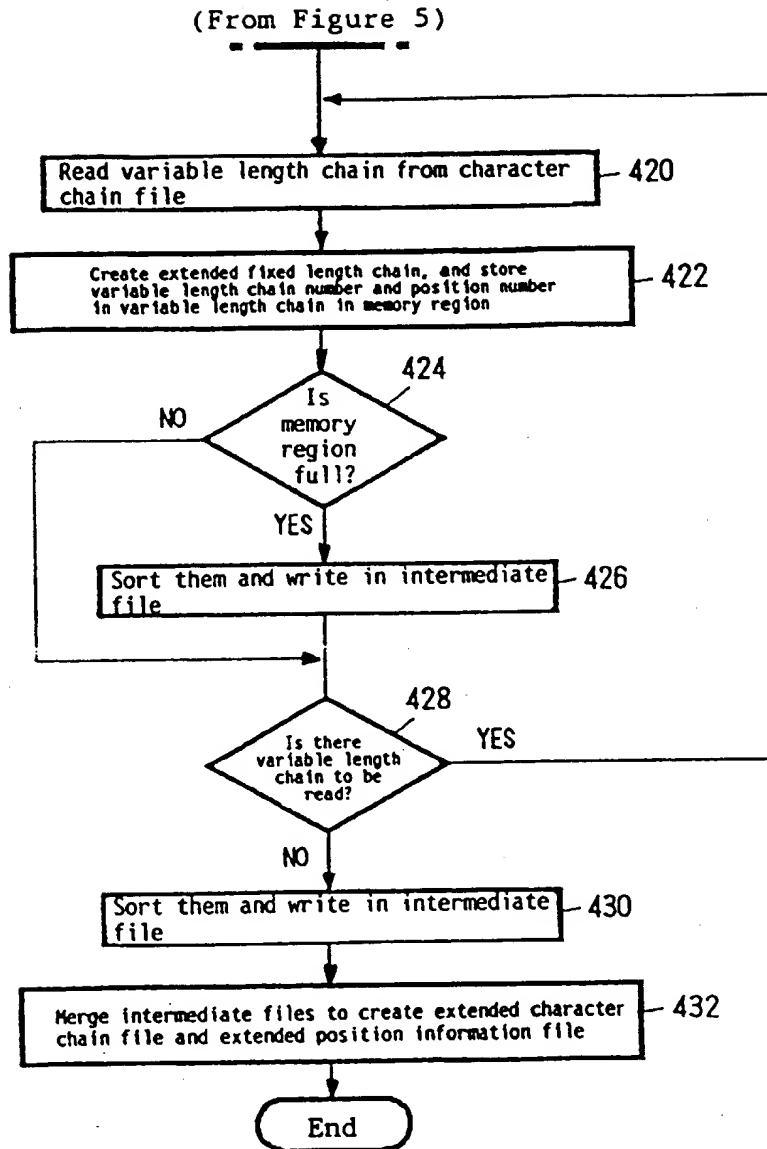 (From Figure 5)
Read variable length chain from character
chain file
420
Create extended fixed length chain, and store
variable length chain number and position number
in variable length chain in memory region
422
424
Is
memory
region
full?
NO
YES
Sort them and write in intermediate
file
426
428
Is there
variable length
chain to be
read?
YES
NO
Sort them and write in intermediate
file
430
Merge intermediate files to create extended character
chain file and extended position information file
432
End